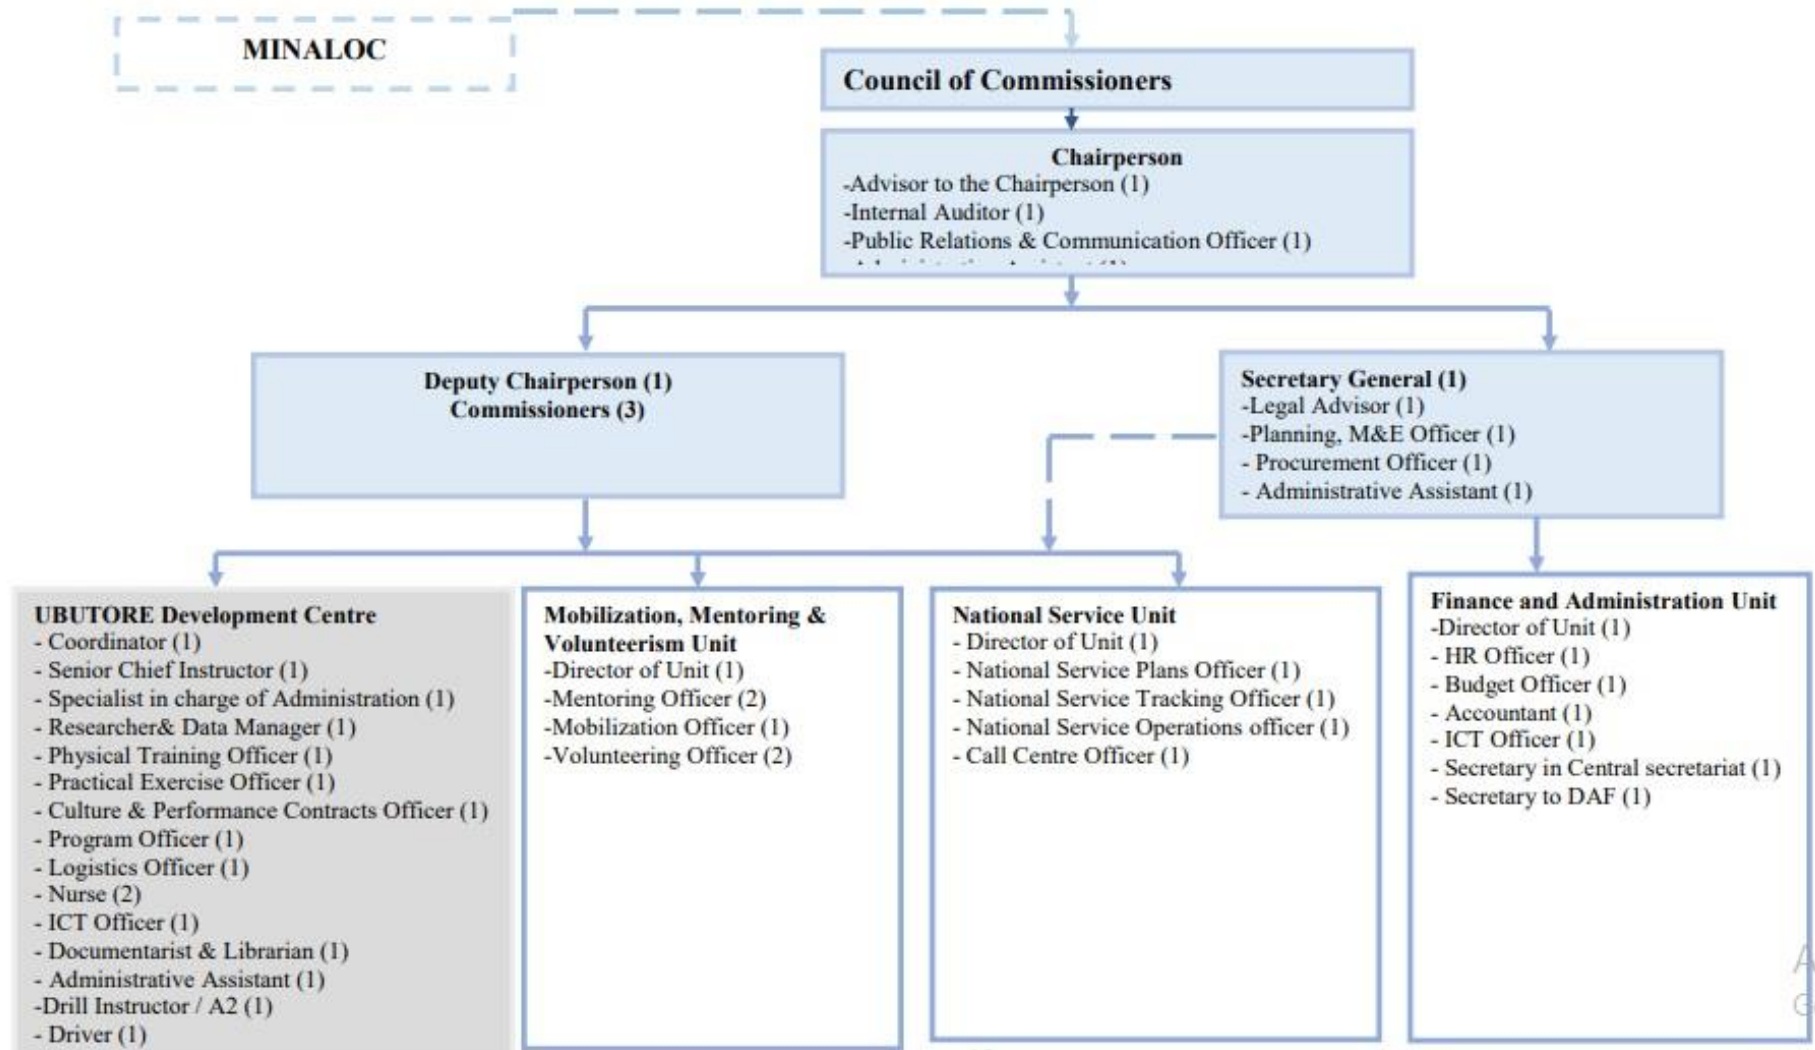 MINALOC
Council of Commissioners
Chairperson
-Advisor to the Chairperson (1)
-Internal Auditor (1)
-Public Relations & Communication Officer (1)
Deputy Chairperson (1)
Commissioners (3)
Secretary General (1)
-Legal Advisor (1)
-Planning, M&E Officer (1)
- Procurement Officer (1)
- Administrative Assistant (1)
UBUTORE Development Centre
- Coordinator (1)
- Senior Chief Instructor (1)
- Specialist in charge of Administration (1)
- Researcher& Data Manager (1)
- Physical Training Officer (1)
- Practical Exercise Officer (1)
- Culture & Performance Contracts Officer (1)
- Program Officer (1)
- Logistics Officer (1)
- Nurse (2)
- ICT Officer (1)
- Documentarist & Librarian (1)
- Administrative Assistant (1)
-Drill Instructor / A2 (1)
- Driver (1)
Mobilization, Mentoring &
Volunteerism Unit
-Director of Unit (1)
-Mentoring Officer (2)
-Mobilization Officer (1)
-Volunteering Officer (2)
National Service Unit
- Director of Unit (1)
- National Service Plans Officer (1)
- National Service Tracking Officer (1)
- National Service Operations officer (1)
- Call Centre Officer (1)
Finance and Administration Unit
-Director of Unit (1)
- HR Officer (1)
- Budget Officer (1)
- Accountant (1)
- ICT Officer (1)
- Secretary in Central secretariat (1)
- Secretary to DAF (1)